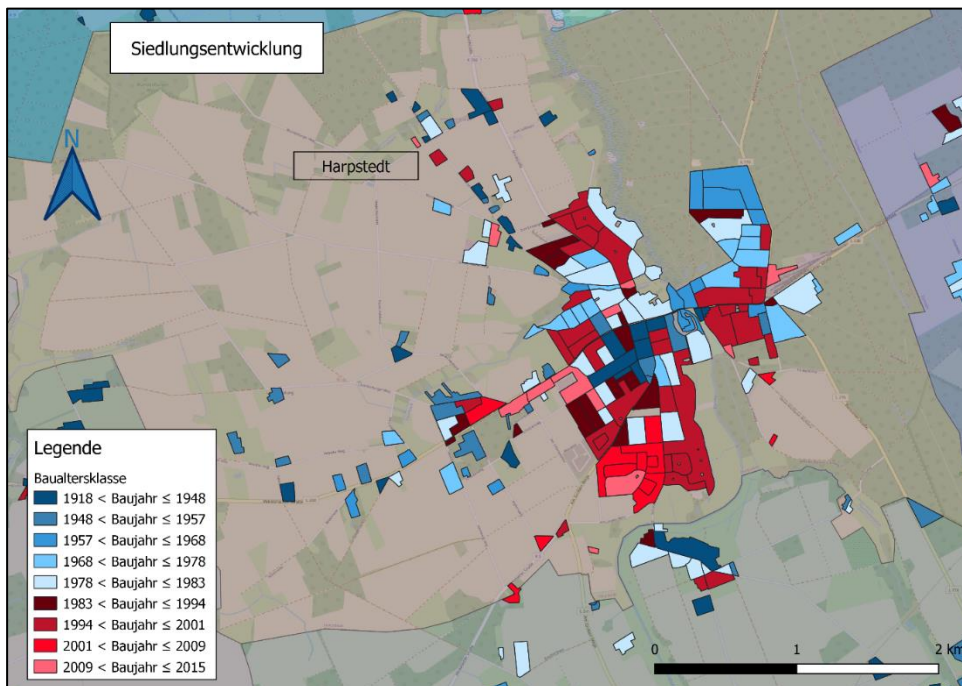 Siedlungsentwicklung
N
Harpstedt
Legende
Baualtersklasse
1918 < Baujahr ≤ 1948
1948 < Baujahr ≤ 1957
1957 < Baujahr ≤ 1968
1968 < Baujahr ≤ 1978
1978 < Baujahr ≤ 1983
1983 < Baujahr ≤ 1994
1994 < Baujahr ≤ 2001
2001 < Baujahr ≤ 2009
2009 < Baujahr ≤ 2015
0 1 2 km